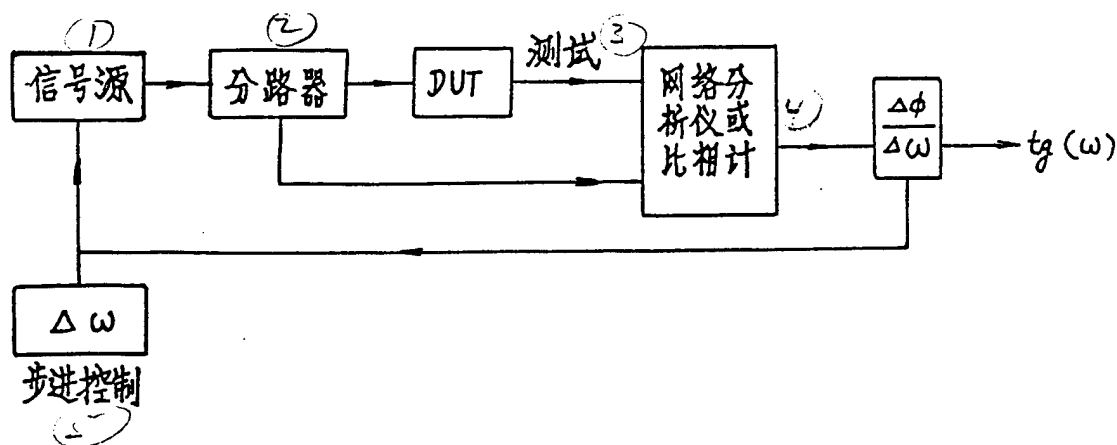 ① ②
信号源
分路器
DUT
测试 ③
网络分
析仪或
比相计
④
Δφ
Δω
tg (ω)
Δω
步进控制